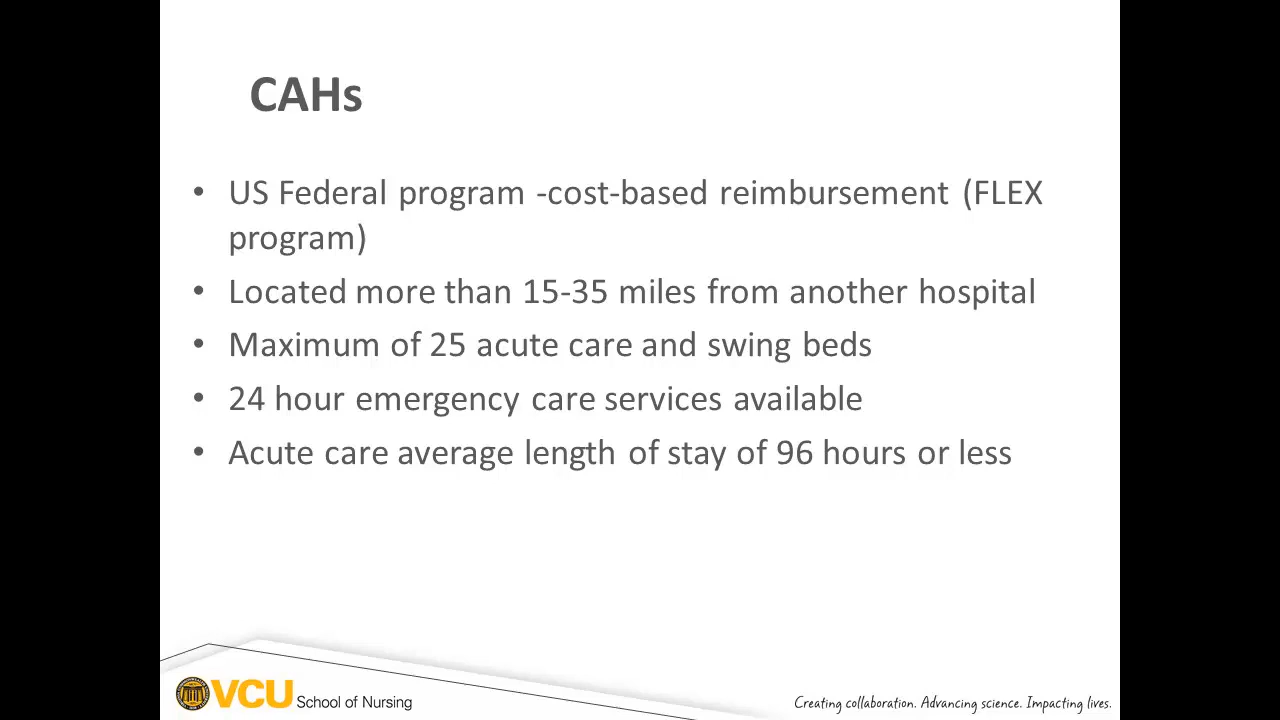 CAHs
• US Federal program -cost-based reimbursement (FLEX
program)
• Located more than 15-35 miles from another hospital
• Maximum of 25 acute care and swing beds
• 24 hour emergency care services available
• Acute care average length of stay of 96 hours or less
VCU School of Nursing
Creating collaboration. Advancing science. Impacting lives.